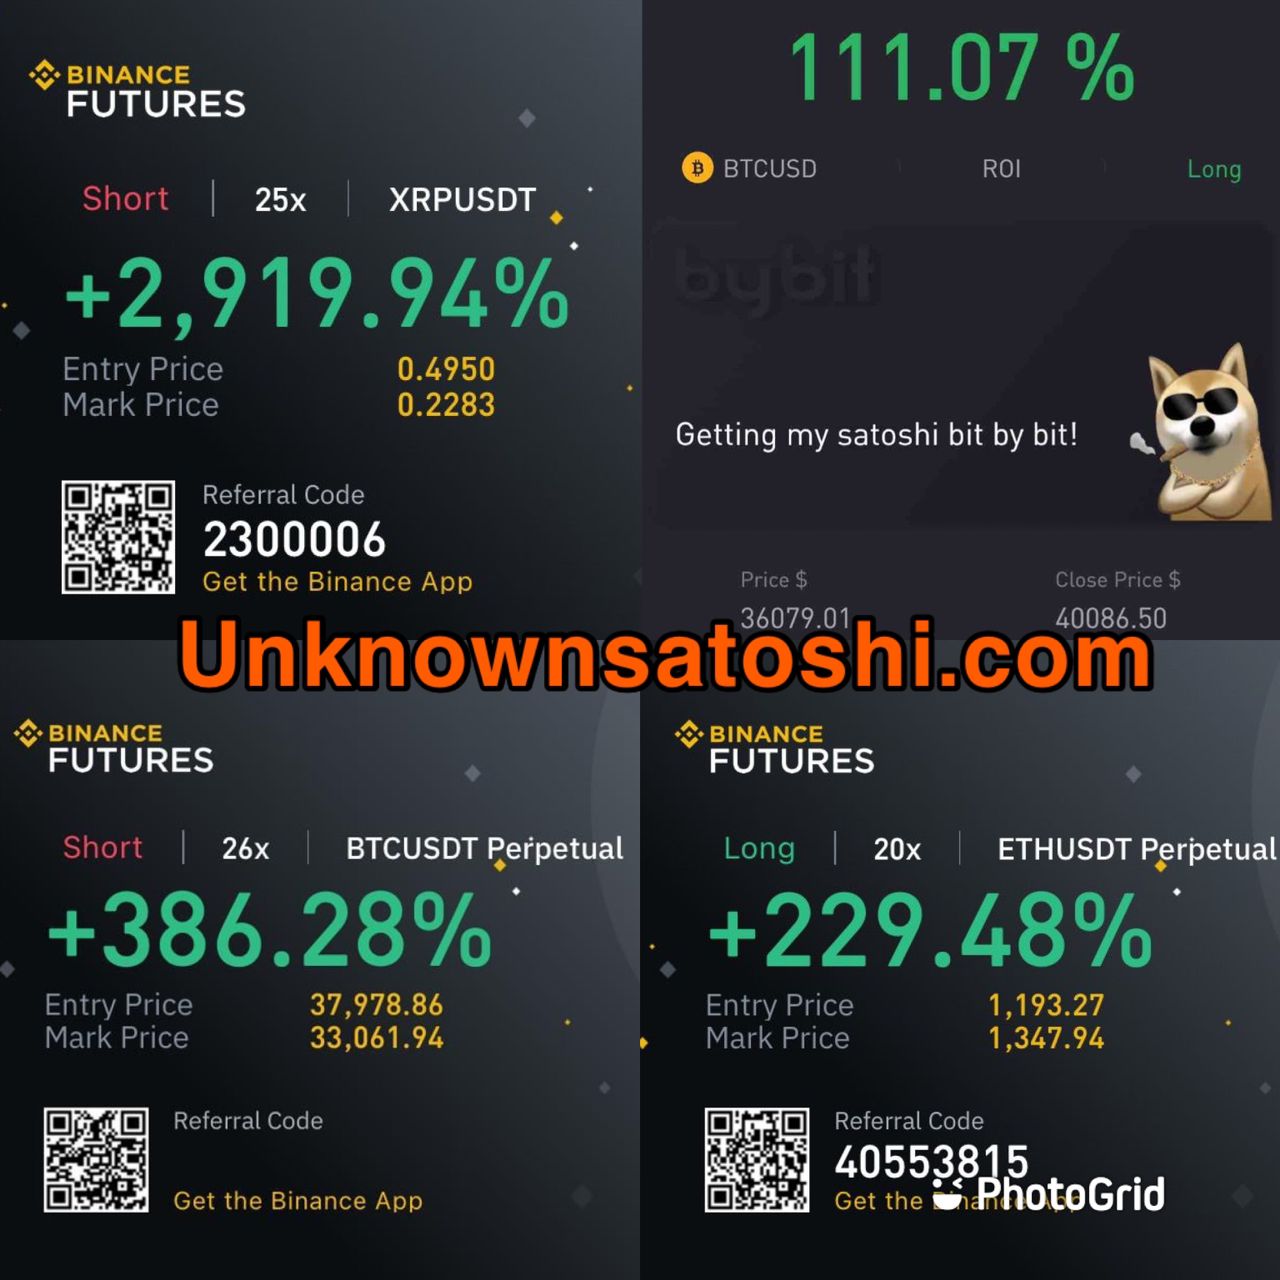 BINANCE
FUTURES
Short | 25x | XRPUSDT
+2,919.94%
Entry Price 0.4950
Mark Price 0.2283
Referral Code
2300006
Get the Binance App
111.07 %
BTCUSD ROI Long
bybit
Getting my satoshi bit by bit!
Price $ Close Price $
36079.01 40086.50
Unknownsatoshi.com
BINANCE
FUTURES
Short | 26x | BTCUSDT Perpetual
+386.28%
Entry Price 37,978.86
Mark Price 33,061.94
Referral Code
Get the Binance App
BINANCE
FUTURES
Long | 20x | ETHUSDT Perpetual
+229.48%
Entry Price 1,193.27
Mark Price 1,347.94
Referral Code
40553815
Get the Binance App
PhotoGrid